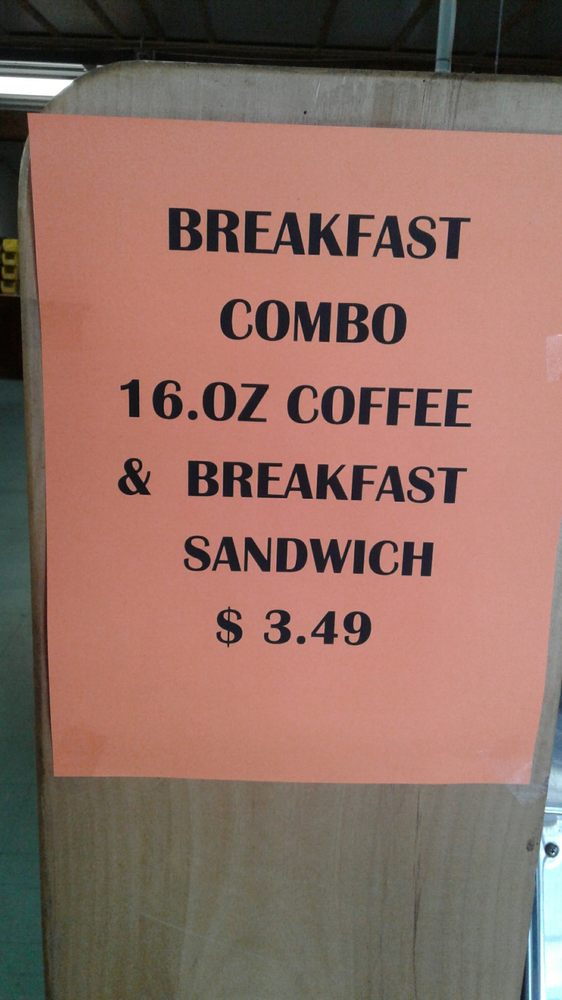 BREAKFAST
COMBO
16.OZ COFFEE
& BREAKFAST
SANDWICH
$ 3.49